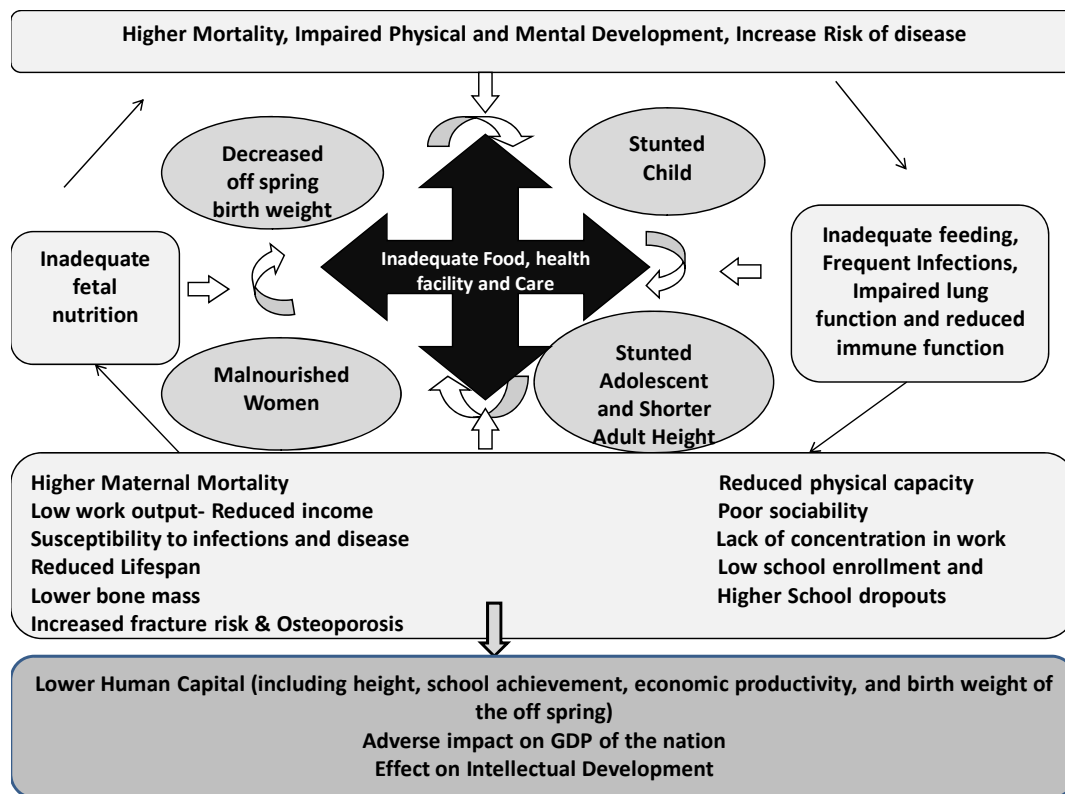 Higher Mortality, Impaired Physical and Mental Development, Increase Risk of disease
Decreased
off spring
birth weight
Stunted
Child
Inadequate
fetal
nutrition
Inadequate Food, health
facility and Care
Inadequate feeding,
Frequent Infections,
Impaired lung
function and reduced
immune function
Malnourished
Women
Stunted
Adolescent
and Shorter
Adult Height
Higher Maternal Mortality
Low work output- Reduced income
Susceptibility to infections and disease
Reduced Lifespan
Lower bone mass
Increased fracture risk & Osteoporosis
Reduced physical capacity
Poor sociability
Lack of concentration in work
Low school enrollment and
Higher School dropouts
Lower Human Capital (including height, school achievement, economic productivity, and birth weight of
the off spring)
Adverse impact on GDP of the nation
Effect on Intellectual Development